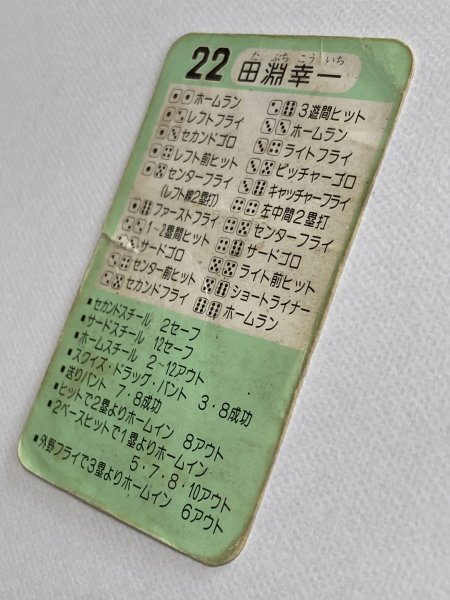 た ぶち こう いち
22 田淵幸一
ホームラン
レフトフライ
セカンドゴロ
レフト前ヒット
センターフライ
(レフト線2塁打)
ファーストフライ
1〜2塁間ヒット
サードゴロ
センター前ヒット
セカンドフライ
3遊間ヒット
ホームラン
ライトフライ
ピッチャーゴロ
キャッチャーフライ
左中間2塁打
センターフライ
サードゴロ
ライト前ヒット
ショートライナー
ホームラン
■セカンドスチール 2セーフ
■サードスチール 12セーフ
■ホームスチール 2〜12アウト
■スクイズ・ドラッグ・バント 3・8成功
■送りバント 7・8成功
■ヒットで2塁よりホームイン 8アウト
■2ベースヒットで1塁よりホームイン
5・7・8・10アウト
■外野フライで3塁よりホームイン
6アウト